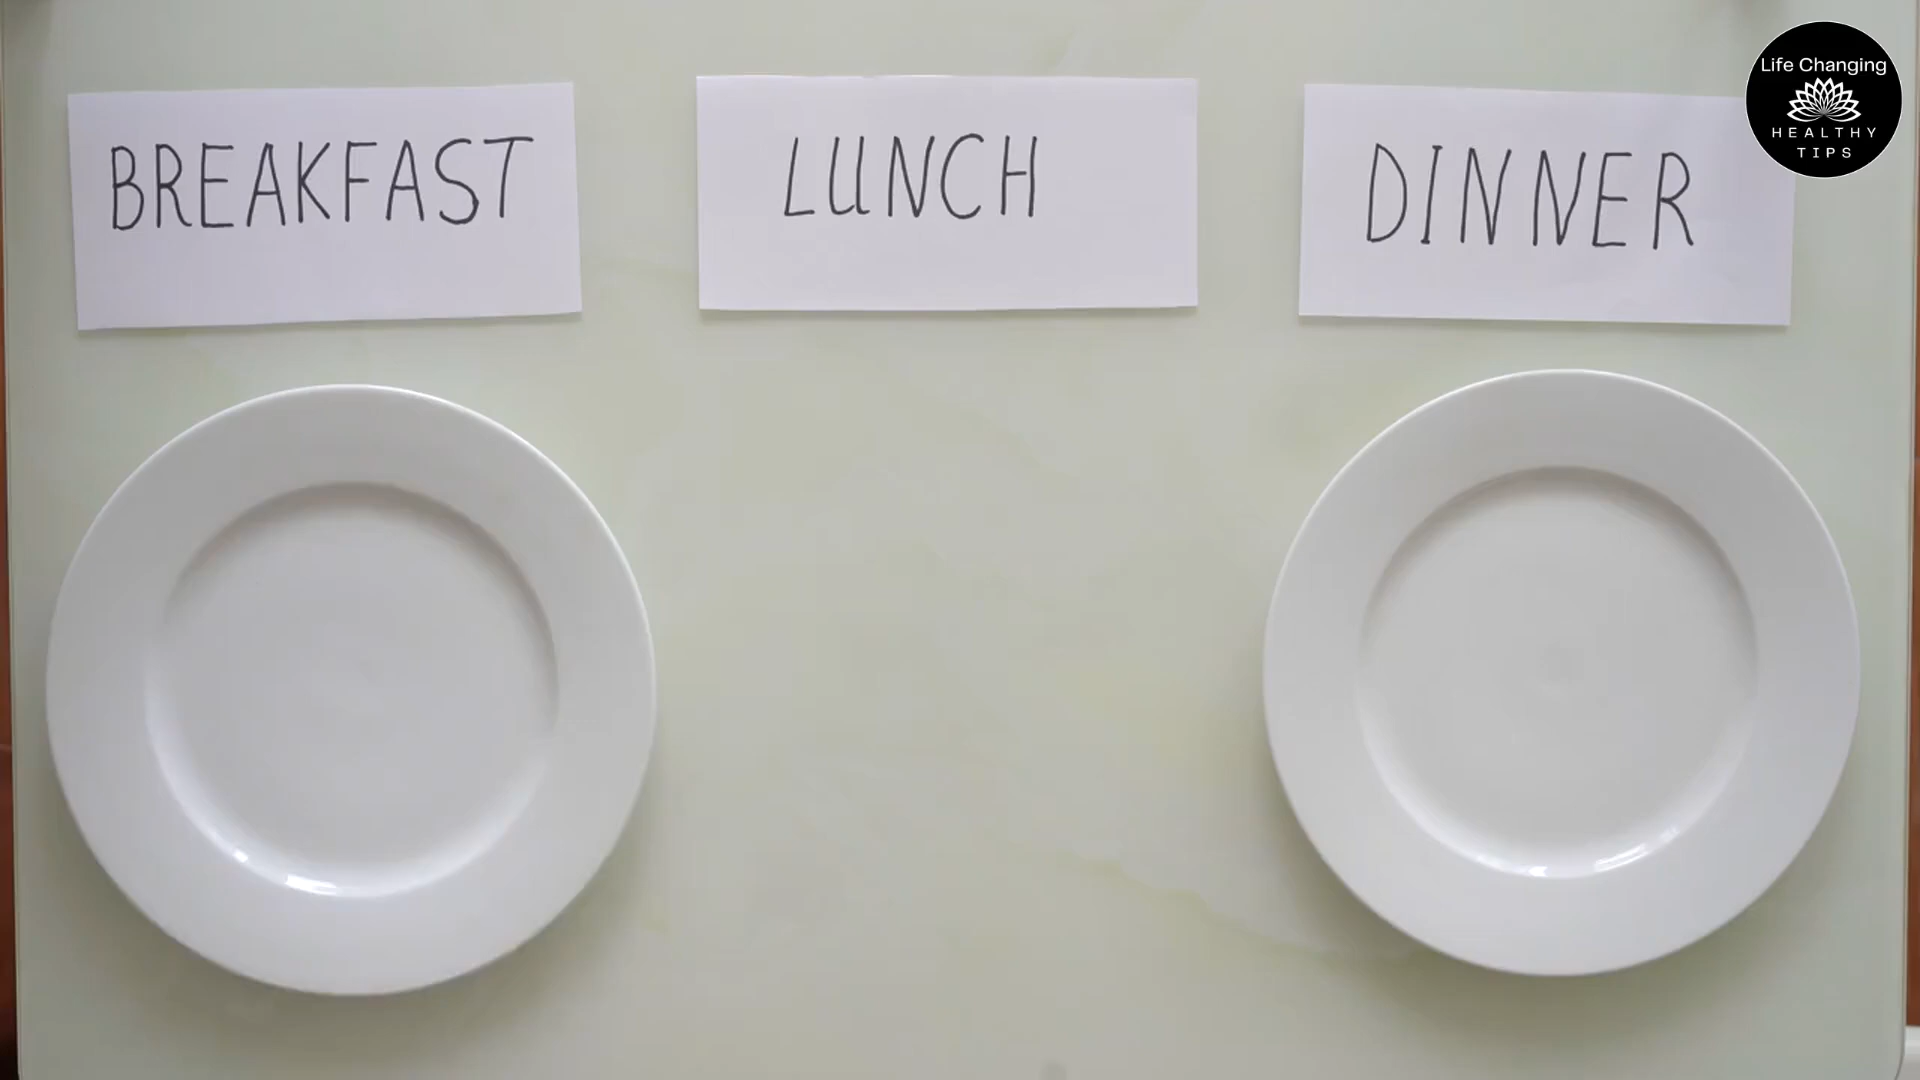 BREAKFAST
LUNCH
DINNER
Life Changing
HEALTHY
TIPS